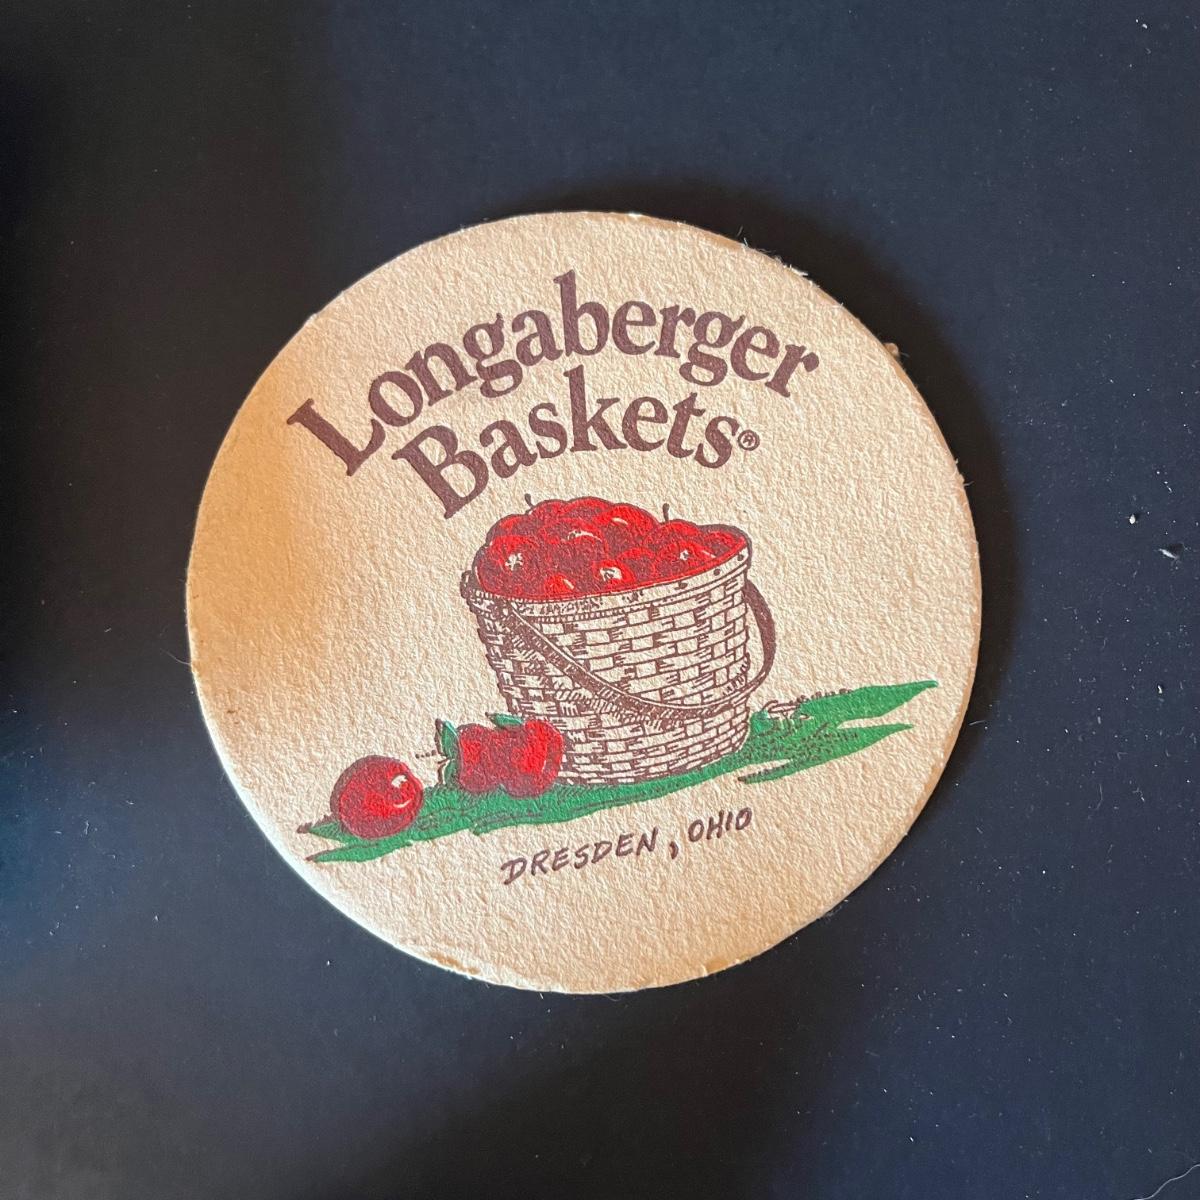 Longaberger
Baskets®
DRESDEN, OHIO